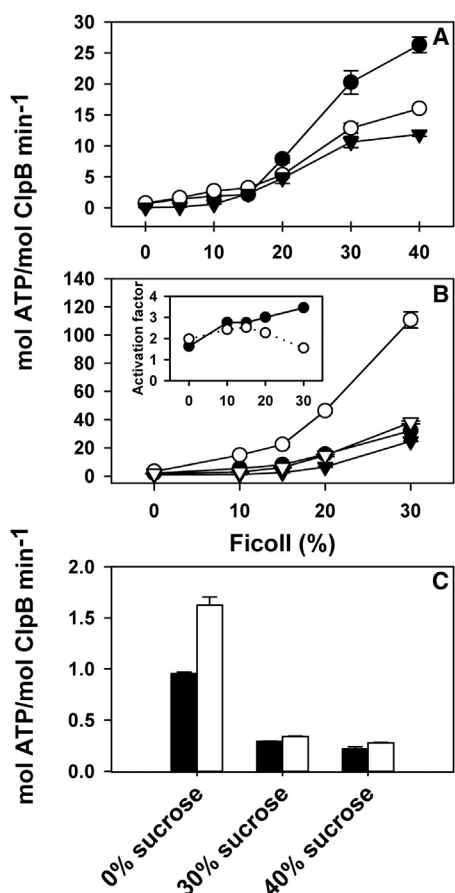 A
mol ATP/mol ClpB min-1
30
25
20
15
10
5
0
0 10 20 30 40
B
140
120
100
80
60
40
20
0
Activation factor
4
3
2
1
0
0 10 20 30
0 10 20 30
Ficoll (%)
C
mol ATP/mol ClpB min-1
2.0
1.5
1.0
0.5
0.0
0% sucrose
30% sucrose
40% sucrose